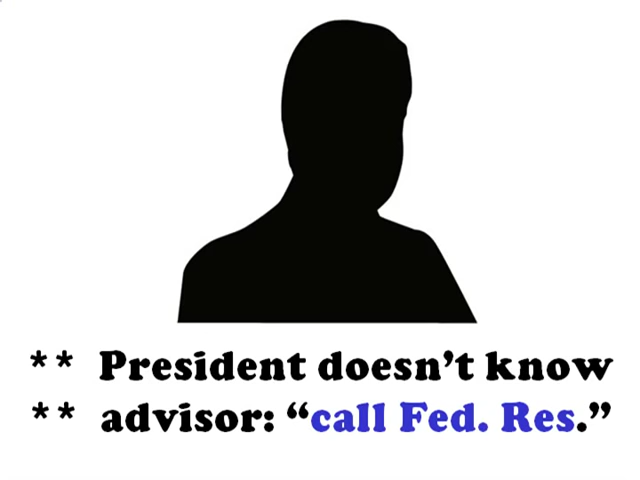 ** President doesn't know
** advisor: “call Fed. Res.”